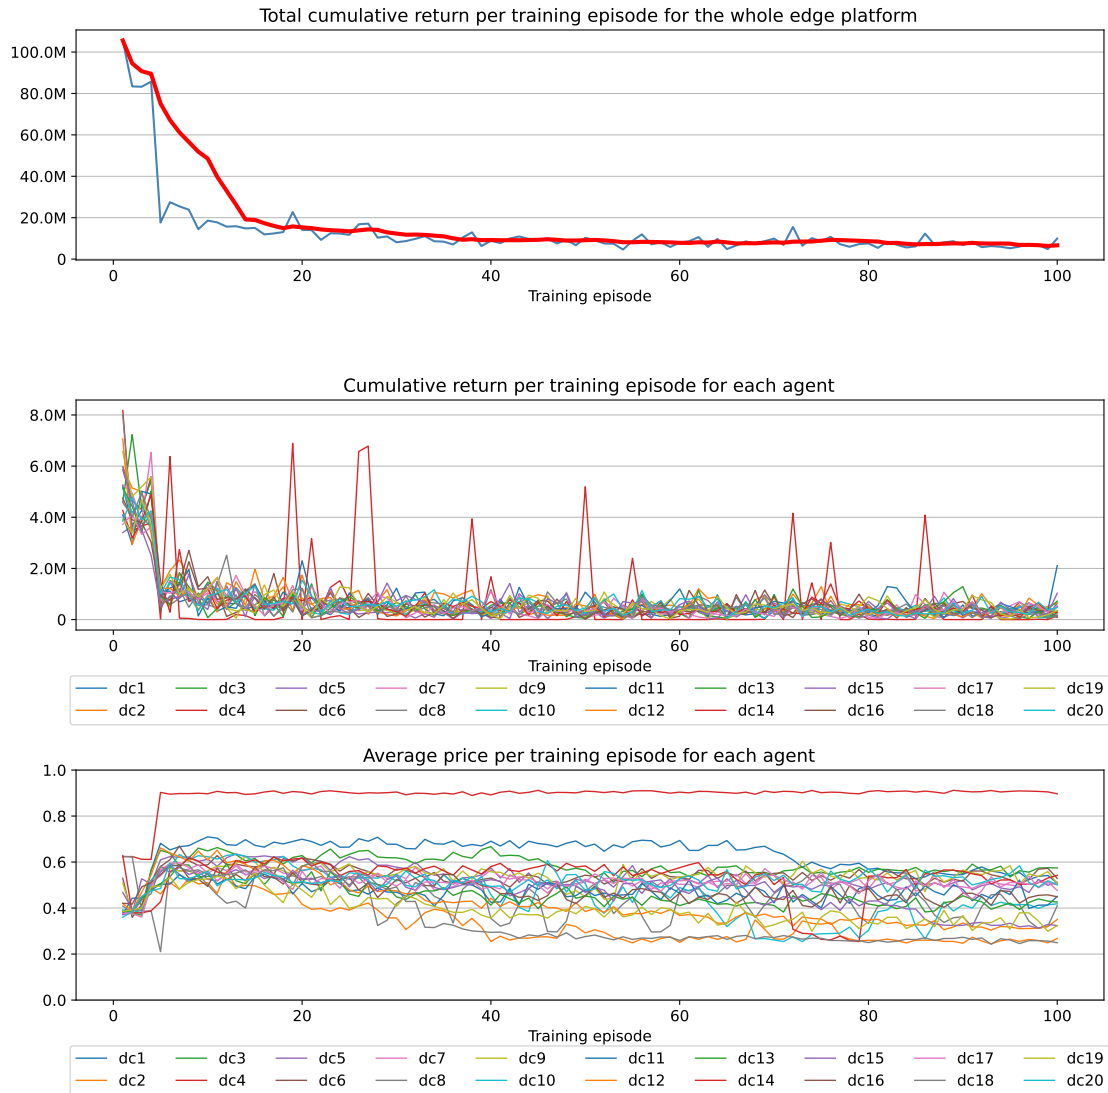 Total cumulative return per training episode for the whole edge platform
100.0M
80.0M
60.0M
40.0M
20.0M
0
0 20 40 60 80 100
Training episode
Cumulative return per training episode for each agent
8.0M
6.0M
4.0M
2.0M
0
0 20 40 60 80 100
Training episode
dc1 dc3 dc5 dc7 dc9 dc11 dc13 dc15 dc17 dc19
dc2 dc4 dc6 dc8 dc10 dc12 dc14 dc16 dc18 dc20
Average price per training episode for each agent
1.0
0.8
0.6
0.4
0.2
0.0
0 20 40 60 80 100
Training episode
dc1 dc3 dc5 dc7 dc9 dc11 dc13 dc15 dc17 dc19
dc2 dc4 dc6 dc8 dc10 dc12 dc14 dc16 dc18 dc20